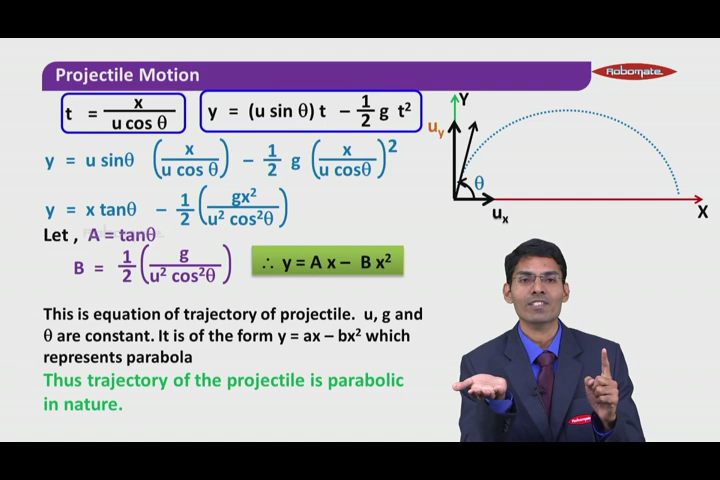 Projectile Motion
Robomate
t = x / (u cos θ)
y = (u sin θ) t − 1/2 g t²
y = u sinθ (x / (u cos θ)) − 1/2 g (x / (u cosθ))²
y = x tanθ − 1/2 (gx² / (u² cos²θ))
Let , A = tanθ
B = 1/2 (g / (u² cos²θ))
∴ y = A x − B x²
This is equation of trajectory of projectile. u, g and
θ are constant. It is of the form y = ax – bx² which
represents parabola
Thus trajectory of the projectile is parabolic
in nature.
Y
uy
θ
ux
X
Robomate